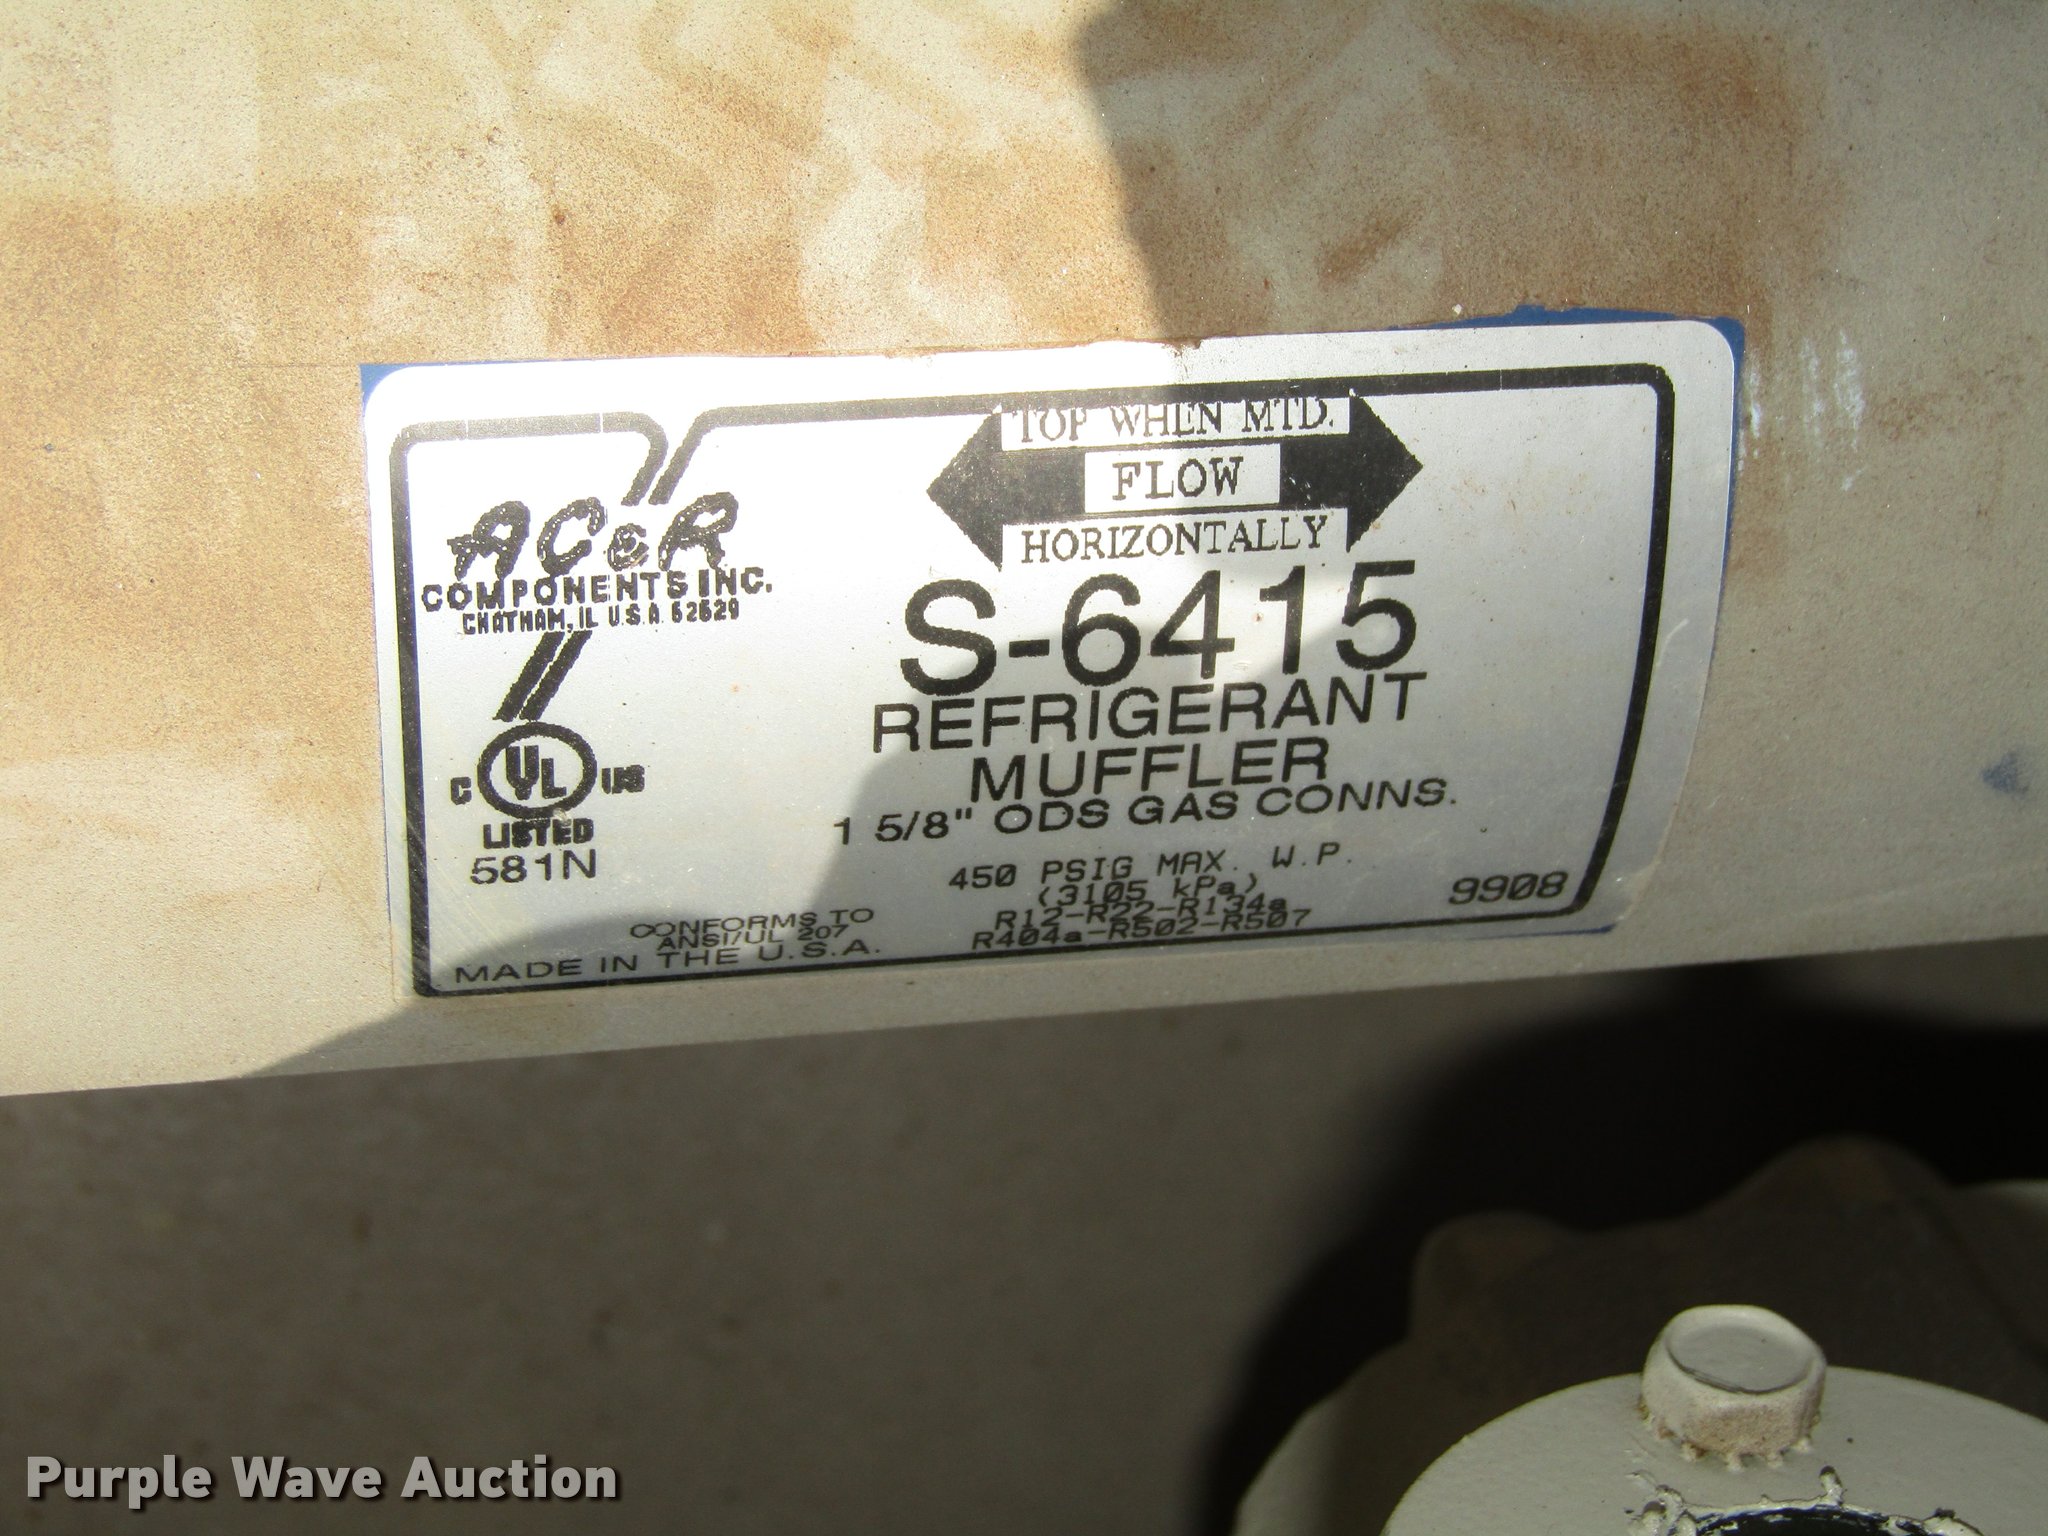 AC&R
COMPONENTS INC.
CHATHAM, IL U.S.A 62629
C UL US
LISTED
581N
CONFORMS TO
ANSI/UL 207
MADE IN THE U.S.A.
TOP WHEN MTD.
FLOW
HORIZONTALLY
S-6415
REFRIGERANT
MUFFLER
1 5/8" ODS GAS CONNS.
450 PSIG MAX. W.P.
(3105 kPa)
R12-R22-R134a
R404a-R502-R507
9908
Purple Wave Auction